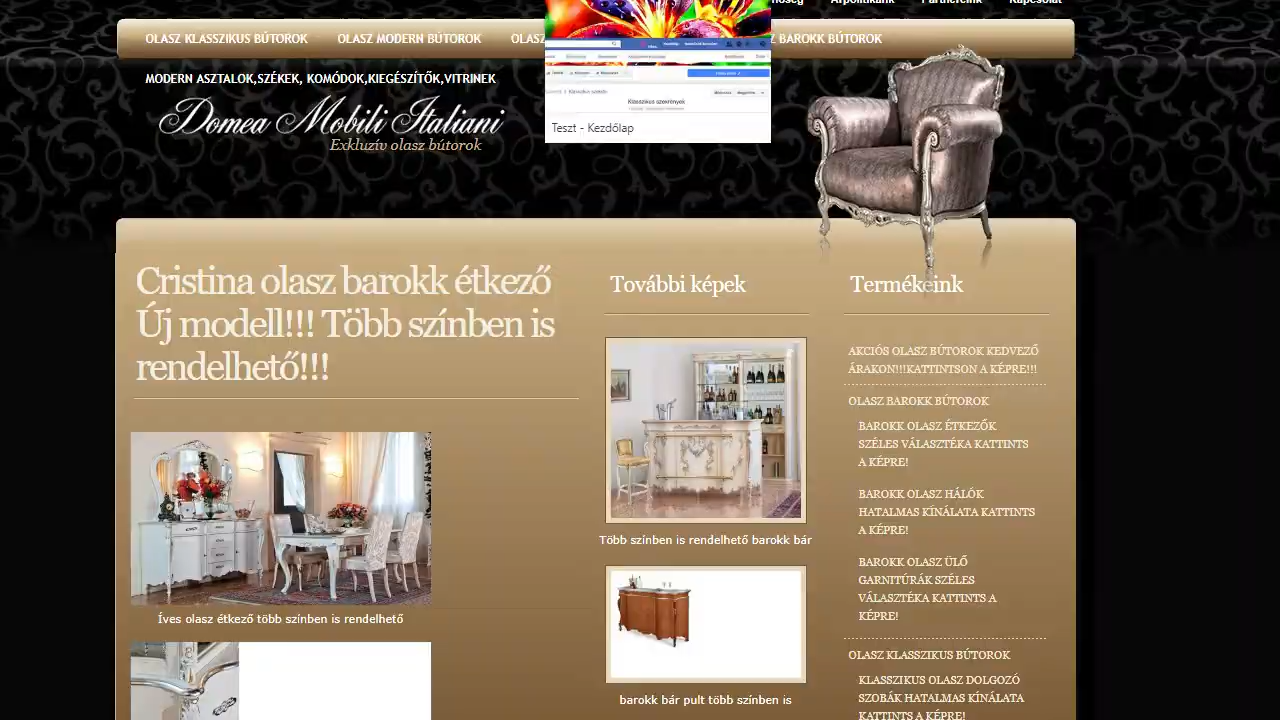 Árpolitikánk
Partnereink
Kapcsolat
OLASZ KLASSZIKUS BÚTOROK
OLASZ MODERN BÚTOROK
BAROKK BÚTOROK
MODERN ASZTALOK,SZÉKEK, KOMÓDOK,KIEGÉSZÍTŐK,VITRINEK
Domea Mobili Italiani
Exkluzív olasz bútorok
Klasszikus szekrények
Teszt - Kezdőlap
Cristina olasz barokk étkező
Új modell!!! Több színben is
rendelhető!!!
Íves olasz étkező több színben is rendelhető
További képek
Több színben is rendelhető barokk bár
barokk bár pult több színben is
Termékeink
AKCIÓS OLASZ BÚTOROK KEDVEZŐ
ÁRAKON!!!KATTINTSON A KÉPRE!!!
OLASZ BAROKK BÚTOROK
BAROKK OLASZ ÉTKEZŐK
SZÉLES VÁLASZTÉKA KATTINTS
A KÉPRE!
BAROKK OLASZ HÁLÓK
HATALMAS KÍNÁLATA KATTINTS
A KÉPRE!
BAROKK OLASZ ÜLŐ
GARNITÚRÁK SZÉLES
VÁLASZTÉKA KATTINTS A
KÉPRE!
OLASZ KLASSZIKUS BÚTOROK
KLASSZIKUS OLASZ DOLGOZÓ
SZOBÁK HATALMAS KÍNÁLATA
KATTINTS A KÉPRE!